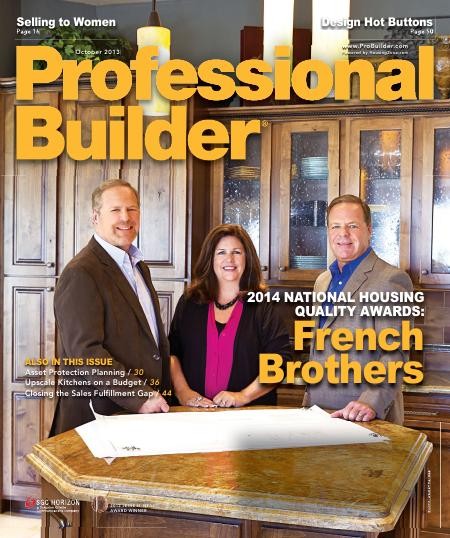 Selling to Women
Page 16
Design Hot Buttons
Page 50
October 2013
www.ProBuilder.com
Professional
Builder®
2014 NATIONAL HOUSING
QUALITY AWARDS:
French
Brothers
ALSO IN THIS ISSUE
Asset Protection Planning / 30
Upscale Kitchens on a Budget / 36
Closing the Sales Fulfillment Gap / 44
SGC HORIZON
AWARD WINNER